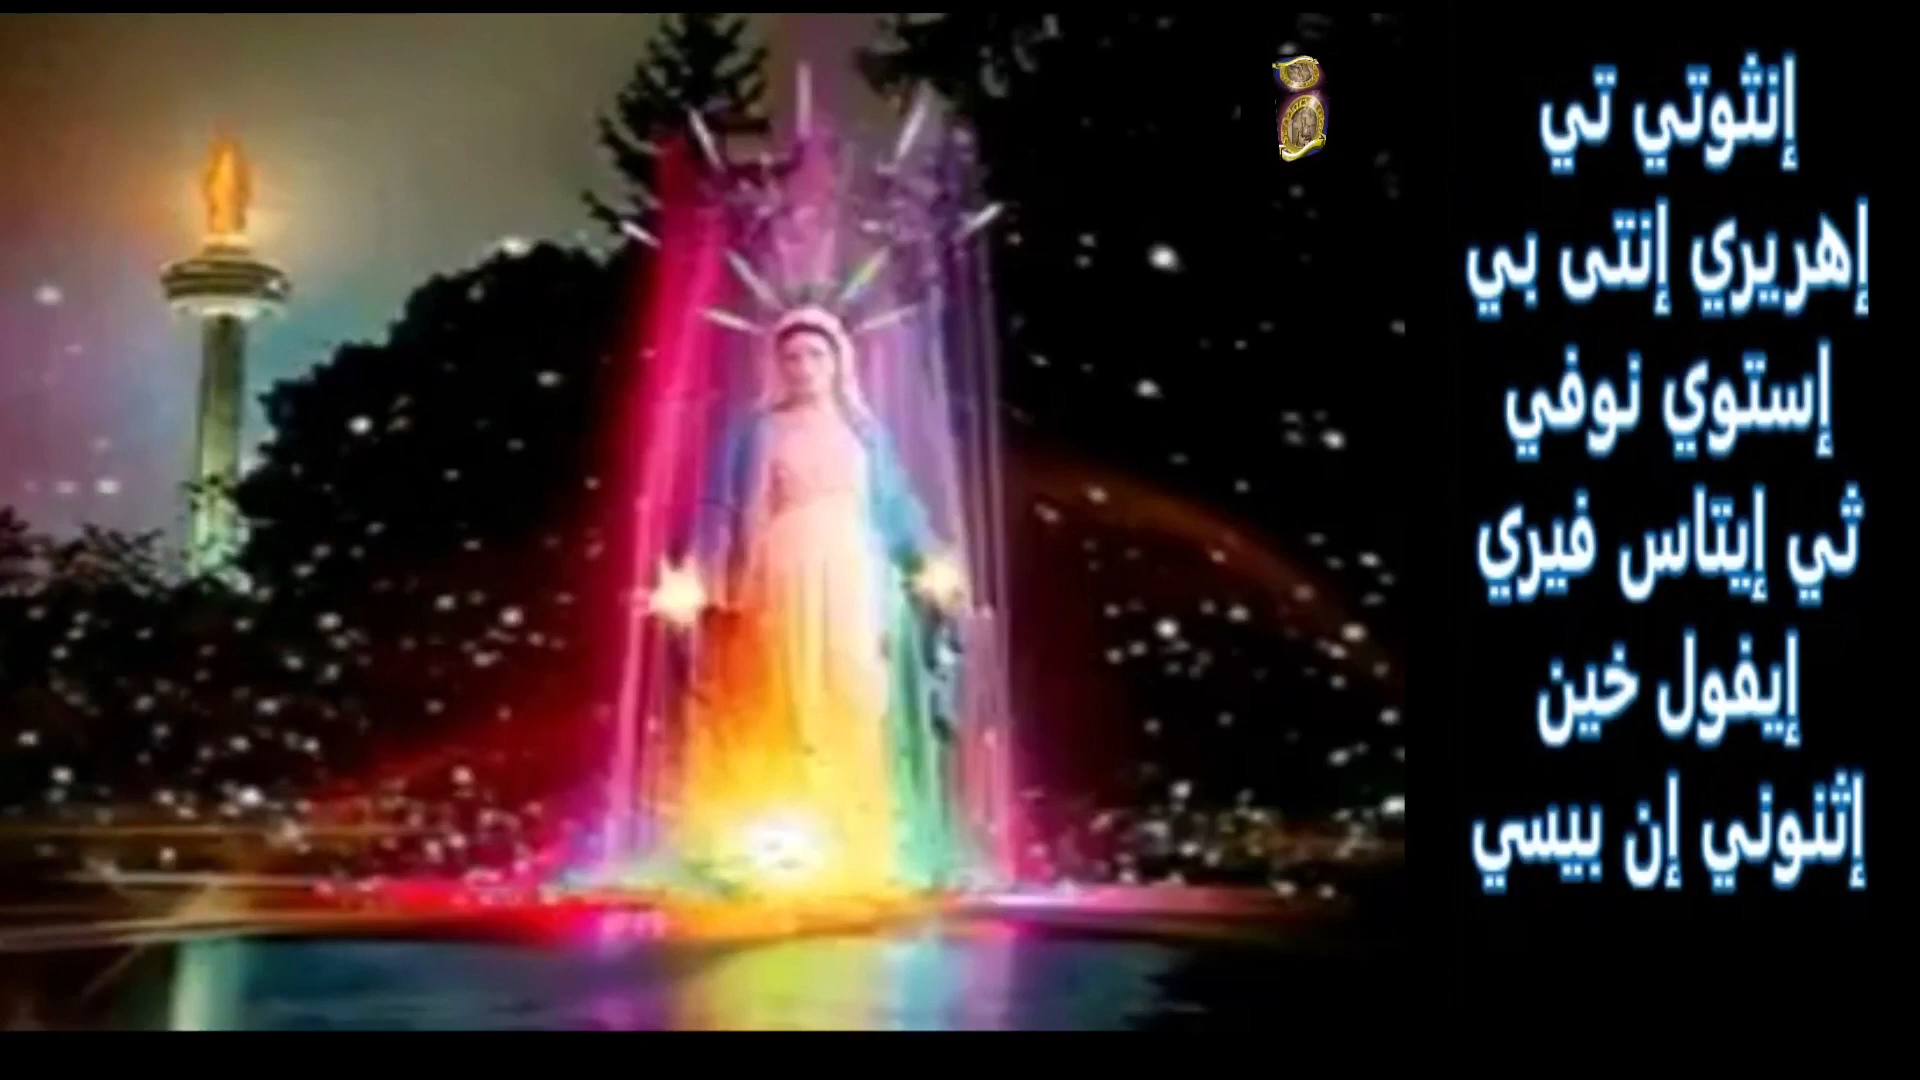 إنثوتي تي
إهريري إنتى بي
إستوي نوفي
ثي إيتاس فيري
إيفول خين
إثنوني إن بيسي